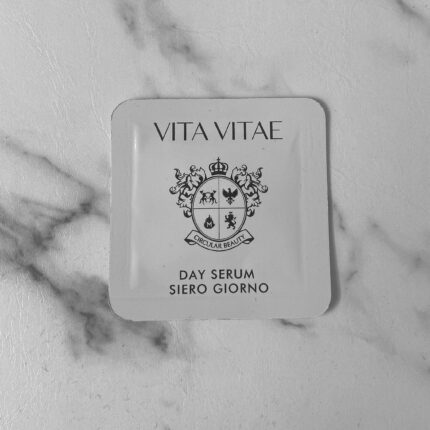 VITA VITAE
CIRCULAR BEAUTY
DAY SERUM
SIERO GIORNO